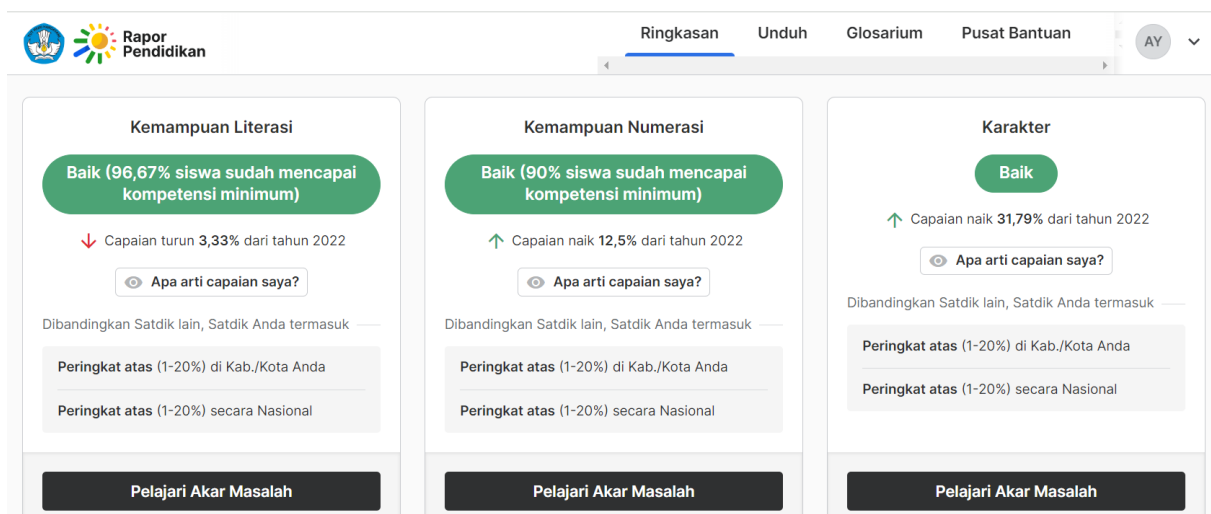 Rapor
Pendidikan
Ringkasan
Unduh
Glosarium
Pusat Bantuan
AY
Kemampuan Literasi
Baik (96,67% siswa sudah mencapai
kompetensi minimum)
Capaian turun 3,33% dari tahun 2022
Apa arti capaian saya?
Dibandingkan Satdik lain, Satdik Anda termasuk
Peringkat atas (1-20%) di Kab./Kota Anda
Peringkat atas (1-20%) secara Nasional
Pelajari Akar Masalah
Kemampuan Numerasi
Baik (90% siswa sudah mencapai
kompetensi minimum)
Capaian naik 12,5% dari tahun 2022
Apa arti capaian saya?
Dibandingkan Satdik lain, Satdik Anda termasuk
Peringkat atas (1-20%) di Kab./Kota Anda
Peringkat atas (1-20%) secara Nasional
Pelajari Akar Masalah
Karakter
Baik
Capaian naik 31,79% dari tahun 2022
Apa arti capaian saya?
Dibandingkan Satdik lain, Satdik Anda termasuk
Peringkat atas (1-20%) di Kab./Kota Anda
Peringkat atas (1-20%) secara Nasional
Pelajari Akar Masalah